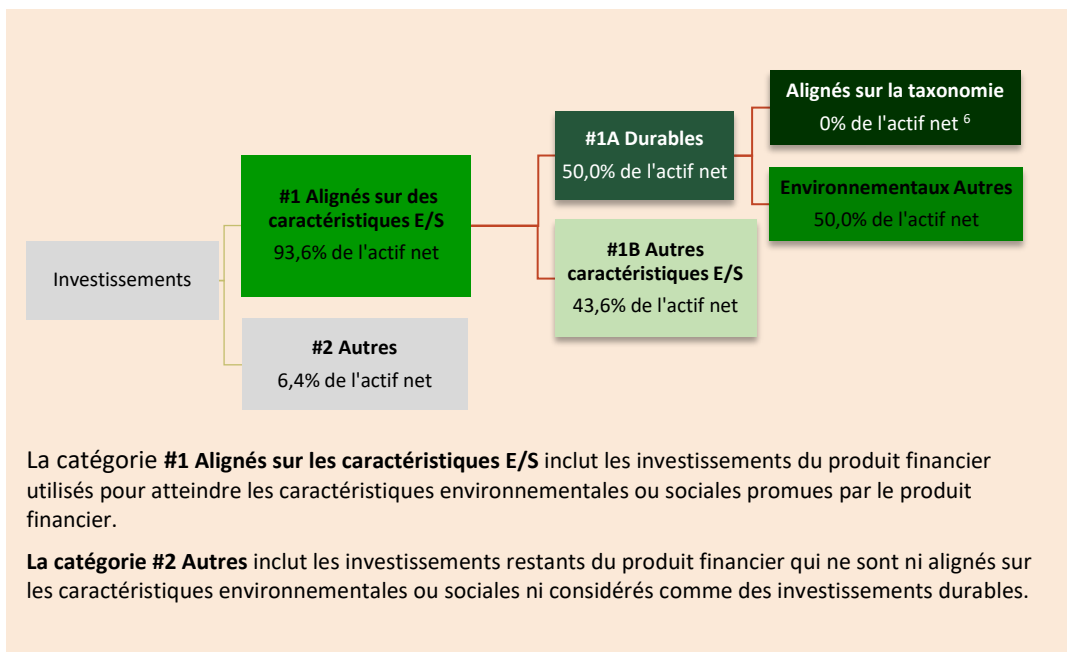 Investissements
#1 Alignés sur des
caractéristiques E/S
93,6% de l'actif net
#2 Autres
6,4% de l'actif net
#1A Durables
50,0% de l'actif net
#1B Autres
caractéristiques E/S
43,6% de l'actif net
Alignés sur la taxonomie
0% de l'actif net 6
Environnementaux Autres
50,0% de l'actif net
La catégorie #1 Alignés sur les caractéristiques E/S inclut les investissements du produit financier
utilisés pour atteindre les caractéristiques environnementales ou sociales promues par le produit
financier.
La catégorie #2 Autres inclut les investissements restants du produit financier qui ne sont ni alignés sur
les caractéristiques environnementales ou sociales ni considérés comme des investissements durables.